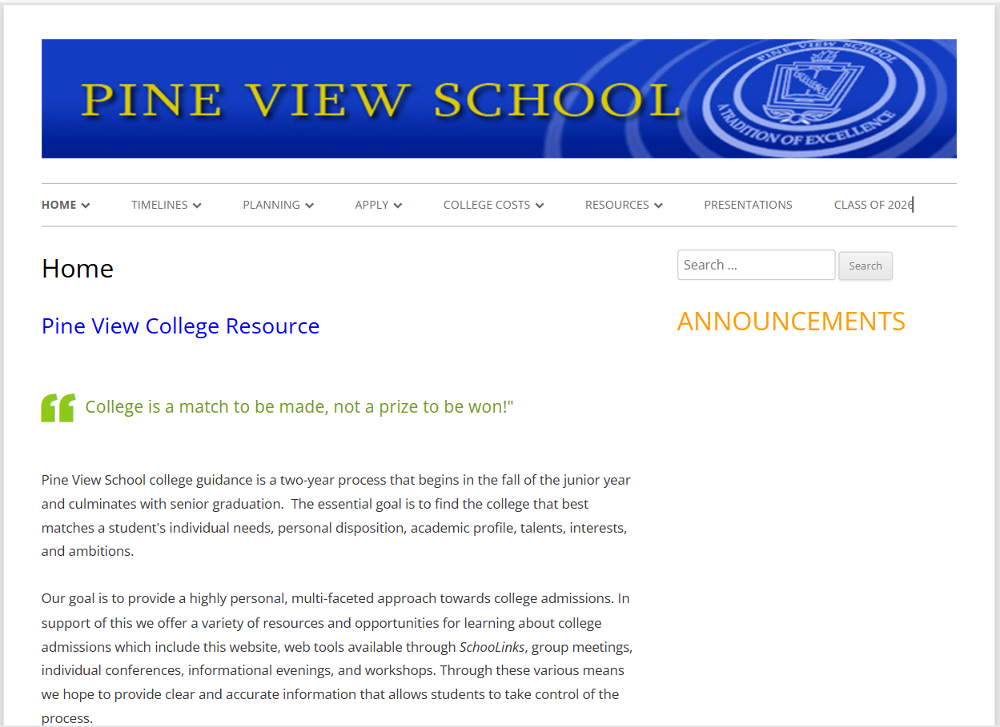 PINE VIEW SCHOOL
PINE VIEW SCHOOL
EXCELLENCE
A TRADITION OF EXCELLENCE
HOME
TIMELINES
PLANNING
APPLY
COLLEGE COSTS
RESOURCES
PRESENTATIONS
CLASS OF 2026
Home
Search ...
Search
Pine View College Resource
ANNOUNCEMENTS
College is a match to be made, not a prize to be won!"
Pine View School college guidance is a two-year process that begins in the fall of the junior year
and culminates with senior graduation.  The essential goal is to find the college that best
matches a student's individual needs, personal disposition, academic profile, talents, interests,
and ambitions.
Our goal is to provide a highly personal, multi-faceted approach towards college admissions. In
support of this we offer a variety of resources and opportunities for learning about college
admissions which include this website, web tools available through SchooLinks, group meetings,
individual conferences, informational evenings, and workshops. Through these various means
we hope to provide clear and accurate information that allows students to take control of the
process.